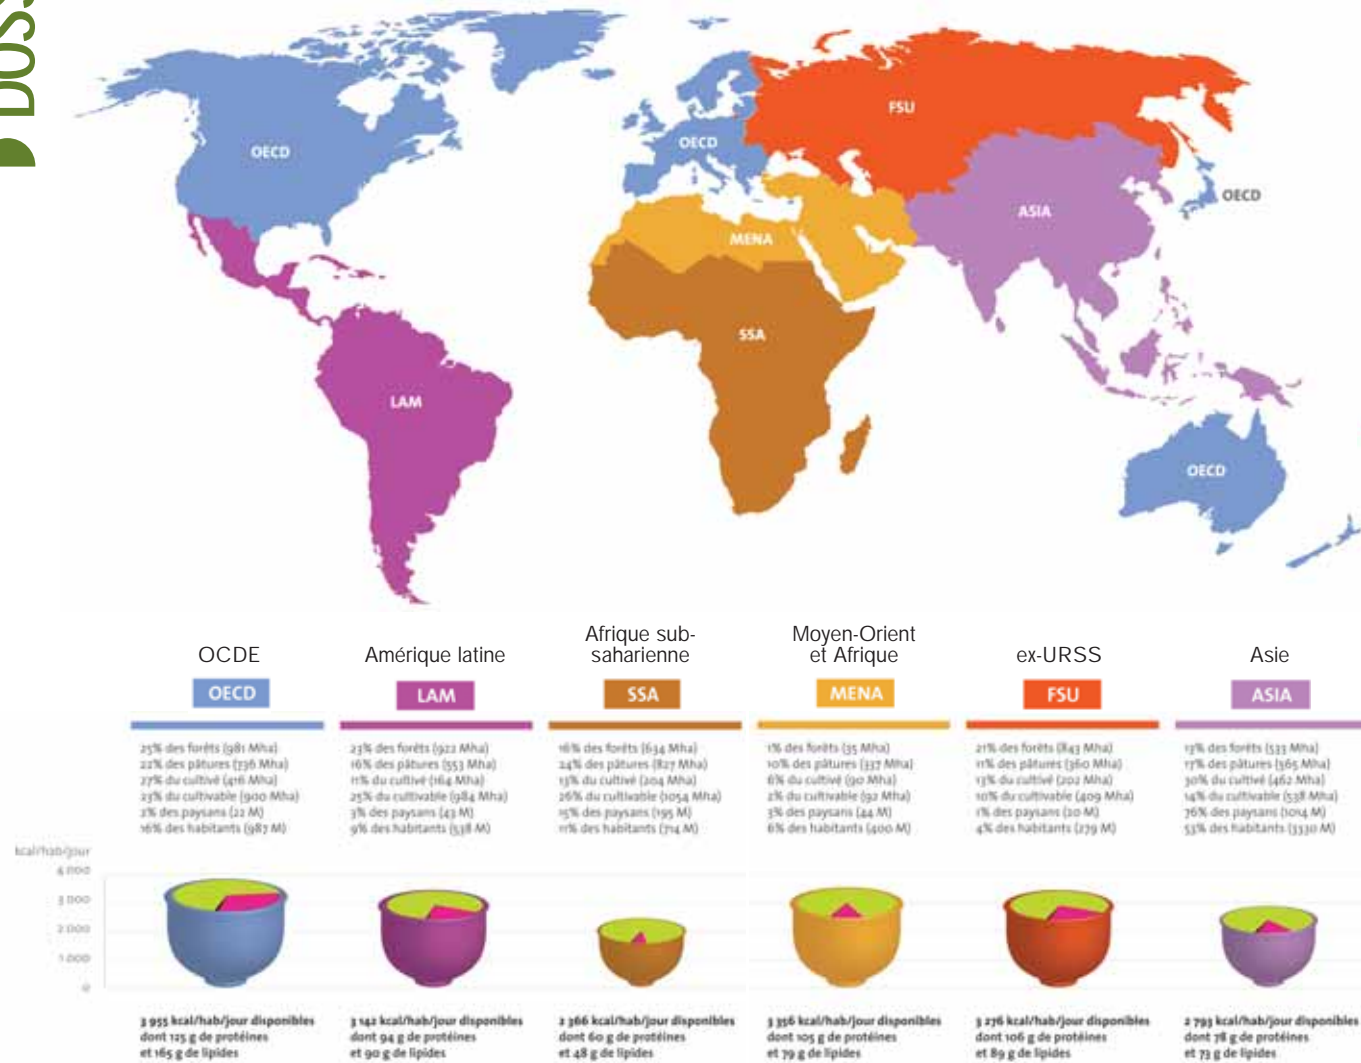 DOSS
OECD
OECD
FSU
OECD
ASIA
MENA
SSA
LAM
OECD
OCDE
OECD
25% des forêts (981 Mha)
22% des pâtures (736 Mha)
27% du cultivé (416 Mha)
23% du cultivable (900 Mha)
2% des paysans (22 M)
16% des habitants (987 M)
Amérique latine
LAM
23% des forêts (922 Mha)
16% des pâtures (553 Mha)
11% du cultivé (164 Mha)
25% du cultivable (984 Mha)
3% des paysans (43 M)
9% des habitants (538 M)
Afrique sub-
saharienne
SSA
16% des forêts (634 Mha)
24% des pâtures (827 Mha)
13% du cultivé (204 Mha)
26% du cultivable (1054 Mha)
15% des paysans (195 M)
11% des habitants (714 M)
Moyen-Orient
et Afrique
MENA
1% des forêts (35 Mha)
10% des pâtures (337 Mha)
6% du cultivé (90 Mha)
2% du cultivable (92 Mha)
3% des paysans (44 M)
6% des habitants (400 M)
ex-URSS
FSU
21% des forêts (843 Mha)
11% des pâtures (360 Mha)
13% du cultivé (202 Mha)
10% du cultivable (409 Mha)
1% des paysans (20 M)
4% des habitants (279 M)
Asie
ASIA
13% des forêts (533 Mha)
17% des pâtures (565 Mha)
30% du cultivé (462 Mha)
14% du cultivable (538 Mha)
76% des paysans (1014 M)
53% des habitants (3330 M)
kcal/hab/jour
4 000
3 000
2 000
1 000
0
3 955 kcal/hab/jour disponibles
dont 125 g de protéines
et 165 g de lipides
3 142 kcal/hab/jour disponibles
dont 94 g de protéines
et 90 g de lipides
2 366 kcal/hab/jour disponibles
dont 60 g de protéines
et 48 g de lipides
3 356 kcal/hab/jour disponibles
dont 105 g de protéines
et 79 g de lipides
3 276 kcal/hab/jour disponibles
dont 106 g de protéines
et 89 g de lipides
2 793 kcal/hab/jour disponibles
dont 78 g de protéines
et 73 g de lipides